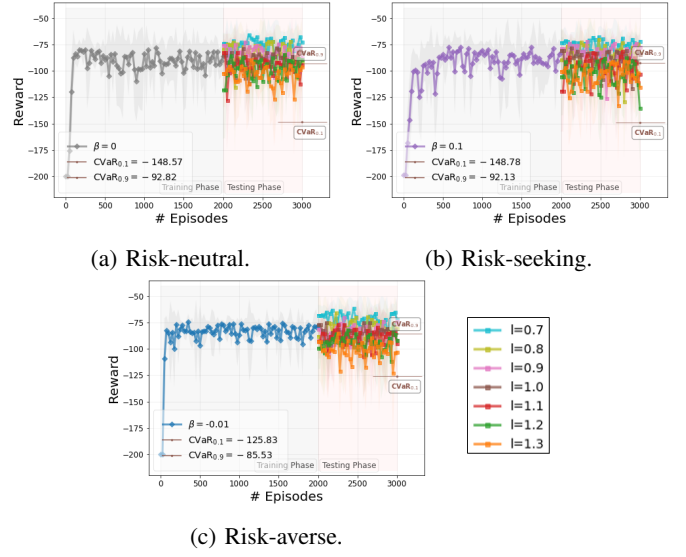 -50
-75
-100
-125
-150
-175
-200
Reward
CVaR0.9
CVaR0.1
β = 0
CVaR0.1 = − 148.57
CVaR0.9 = − 92.82
Training Phase
Testing Phase
0 500 1000 1500 2000 2500 3000
# Episodes
(a) Risk-neutral.
-50
-75
-100
-125
-150
-175
-200
Reward
CVaR0.1
β = 0.1
CVaR0.1 = − 148.78
CVaR0.9 = − 92.13
Training Phase
Testing Phase
0 500 1000 1500 2000 2500 3000
# Episodes
(b) Risk-seeking.
-50
-75
-100
-125
-150
-175
-200
Reward
CVaR0.9
β = -0.01
CVaR0.1 = − 125.83
CVaR0.9 = − 85.53
Training Phase
Testing Phase
0 500 1000 1500 2000 2500 3000
# Episodes
l=0.7
l=0.8
l=0.9
l=1.0
l=1.1
l=1.2
l=1.3
(c) Risk-averse.